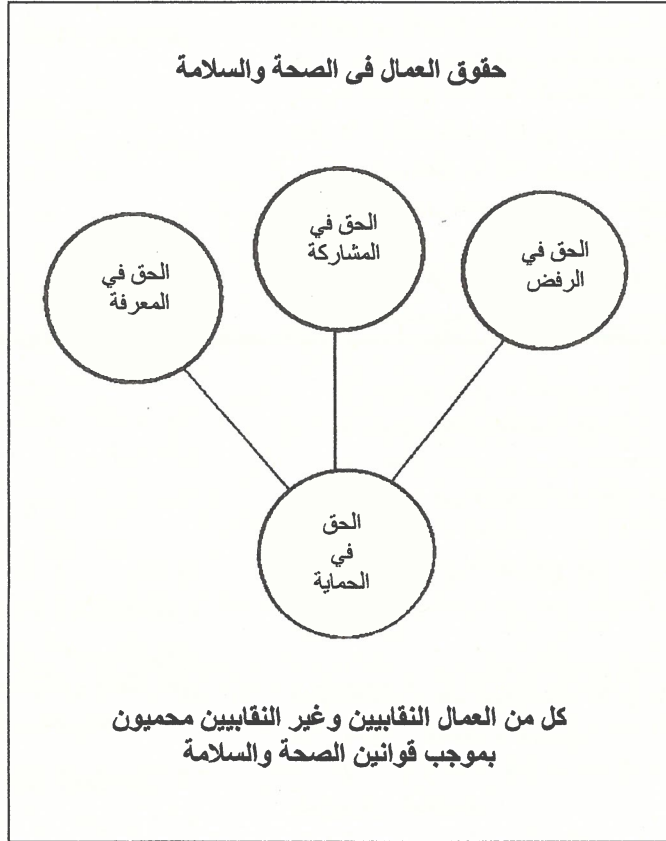 حقوق العمال فى الصحة والسلامة
الحق في
الرفض
الحق في
المشاركة
الحق في
المعرفة
الحق
في
الحماية
كل من العمال النقابيين وغير النقابيين محميون
بموجب قوانين الصحة والسلامة